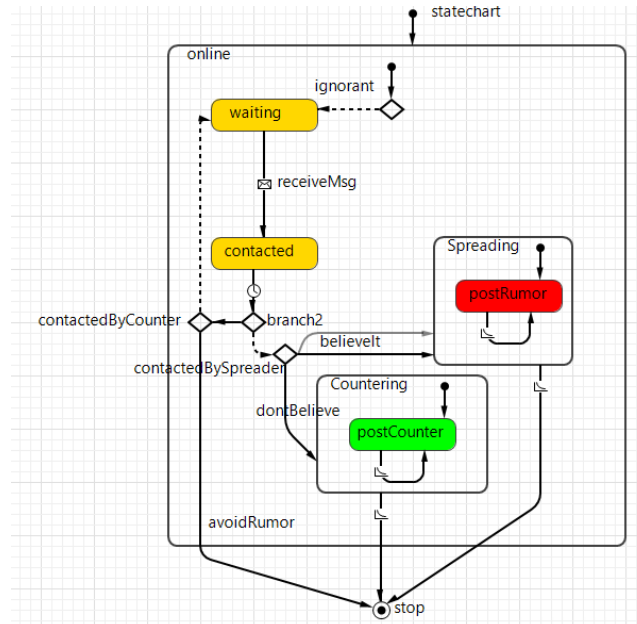 statechart
online
ignorant
waiting
receiveMsg
Spreading
contacted
postRumor
contactedByCounter
branch2
believeIt
contactedBySpreader
Countering
dontBelieve
postCounter
avoidRumor
stop